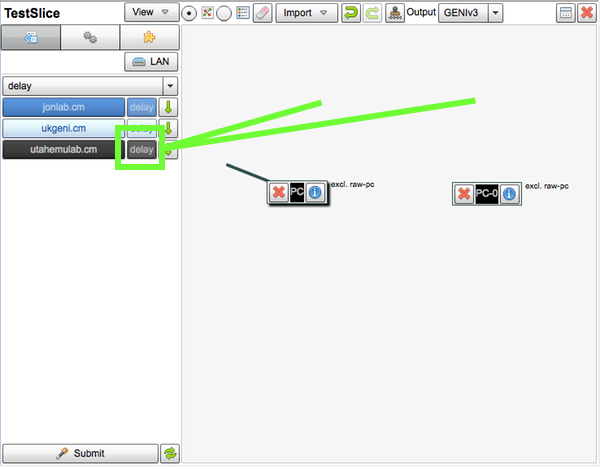 TestSlice
View
Import
Output
GENIv3
LAN
delay
jonlab.cm delay
ukgeni.cm delay
utahemulab.cm delay
PC
excl. raw-pc
PC-0
excl. raw-pc
Submit